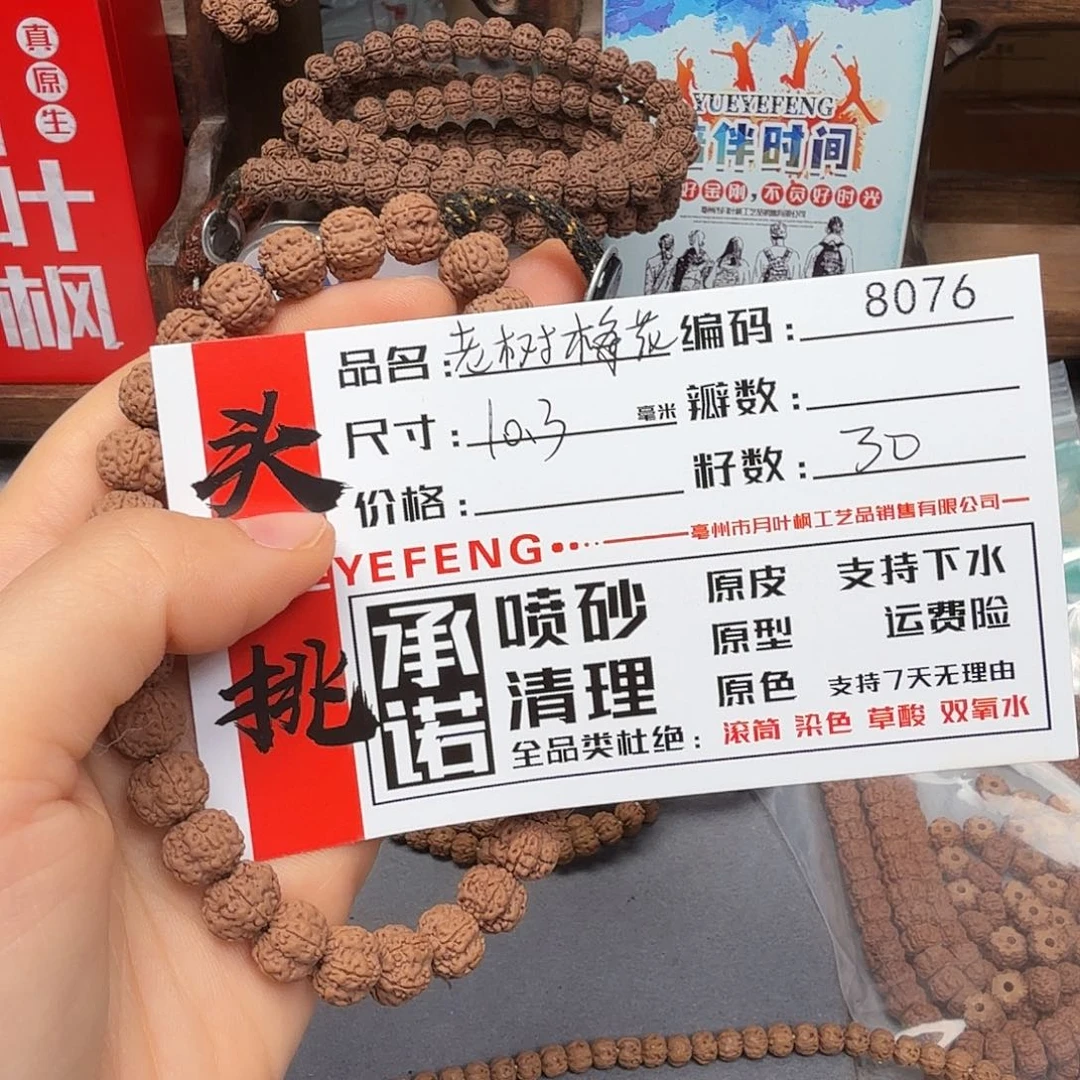 真原生
叶
枫
YUEYEFENG
陪伴时间
好金刚,不负好时光
头挑
品名:老树梅花 编码:8076
尺寸:10.3毫米 瓣数:
价格: 籽数:30
YEFENG
亳州市月叶枫工艺品销售有限公司
承诺
喷砂
清理
原皮 支持下水
原型 运费险
原色 支持7天无理由
全品类杜绝:滚筒 染色 草酸 双氧水